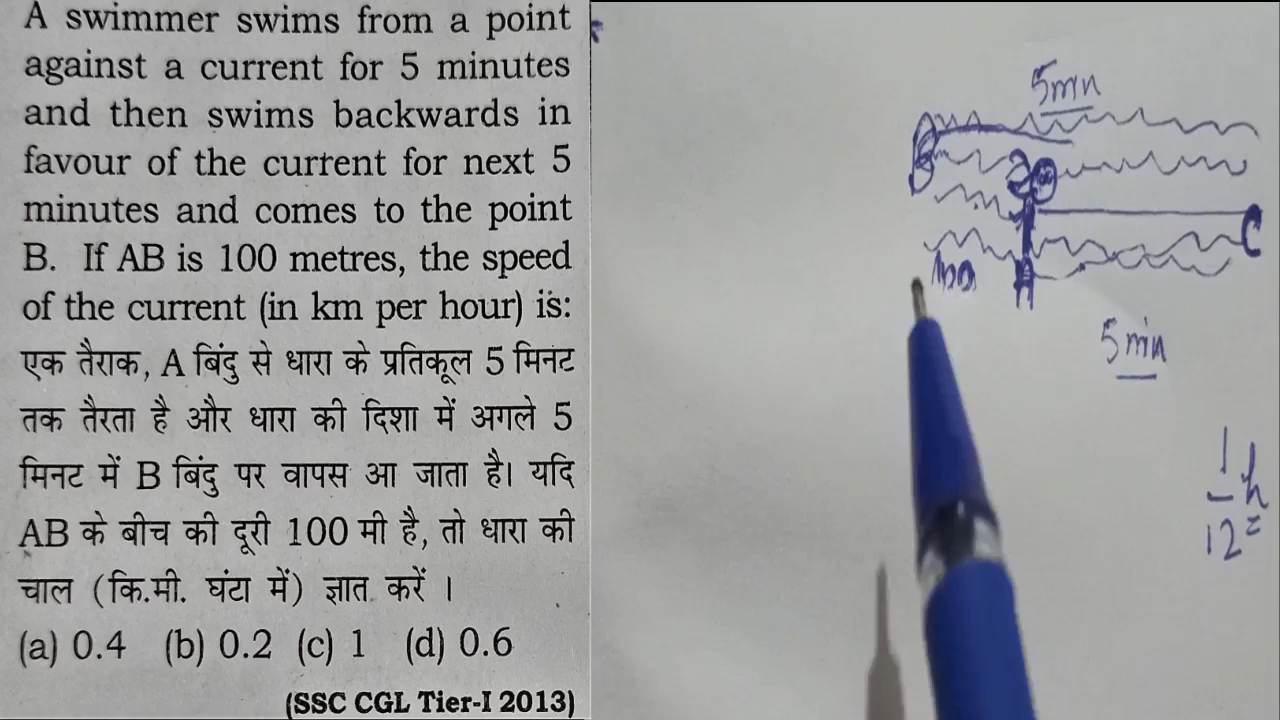 A swimmer swims from a point
against a current for 5 minutes
and then swims backwards in
favour of the current for next 5
minutes and comes to the point
B. If AB is 100 metres, the speed
of the current (in km per hour) is:
एक तैराक, A बिंदु से धारा के प्रतिकूल 5 मिनट
तक तैरता है और धारा की दिशा में अगले 5
मिनट में B बिंदु पर वापस आ जाता है। यदि
AB के बीच की दूरी 100 मी है, तो धारा की
चाल (कि.मी. घंटा में) ज्ञात करें ।
(a) 0.4 (b) 0.2 (c) 1 (d) 0.6
(SSC CGL Tier-I 2013)
5min
B
C
100
A
5 min
1
12
h